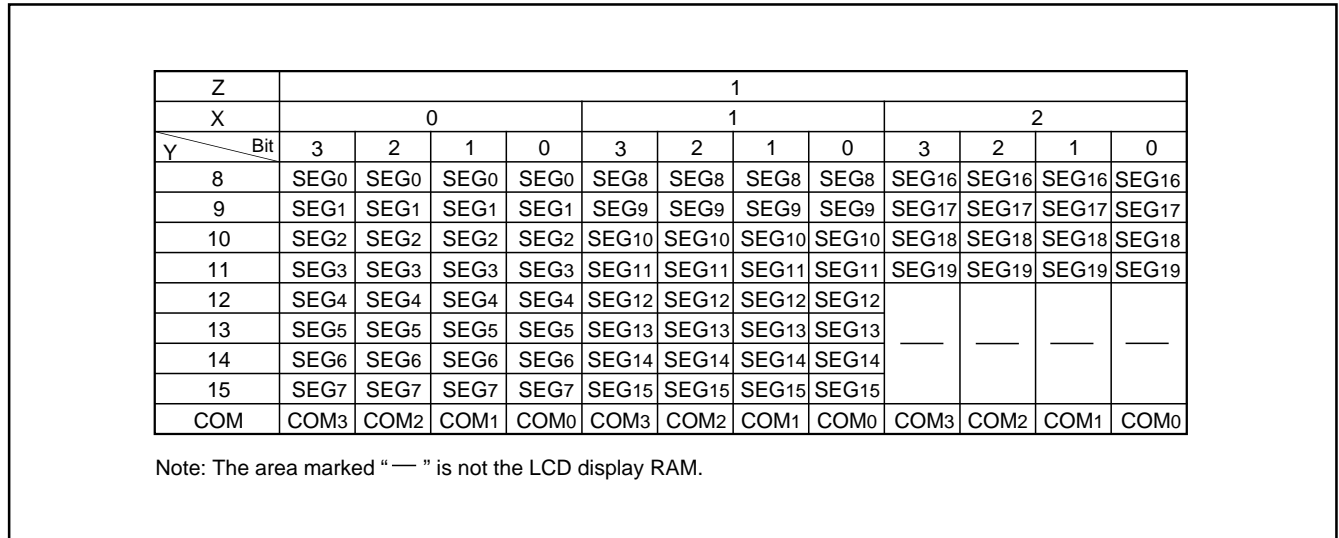 Z 1
X 0 1 2
Y Bit 3 2 1 0 3 2 1 0 3 2 1 0
8 SEG0 SEG0 SEG0 SEG0 SEG8 SEG8 SEG8 SEG8 SEG16 SEG16 SEG16 SEG16
9 SEG1 SEG1 SEG1 SEG1 SEG9 SEG9 SEG9 SEG9 SEG17 SEG17 SEG17 SEG17
10 SEG2 SEG2 SEG2 SEG2 SEG10 SEG10 SEG10 SEG10 SEG18 SEG18 SEG18 SEG18
11 SEG3 SEG3 SEG3 SEG3 SEG11 SEG11 SEG11 SEG11 SEG19 SEG19 SEG19 SEG19
12 SEG4 SEG4 SEG4 SEG4 SEG12 SEG12 SEG12 SEG12
13 SEG5 SEG5 SEG5 SEG5 SEG13 SEG13 SEG13 SEG13
— — — —
14 SEG6 SEG6 SEG6 SEG6 SEG14 SEG14 SEG14 SEG14
15 SEG7 SEG7 SEG7 SEG7 SEG15 SEG15 SEG15 SEG15
COM COM3 COM2 COM1 COM0 COM3 COM2 COM1 COM0 COM3 COM2 COM1 COM0
Note: The area marked “ — ” is not the LCD display RAM.